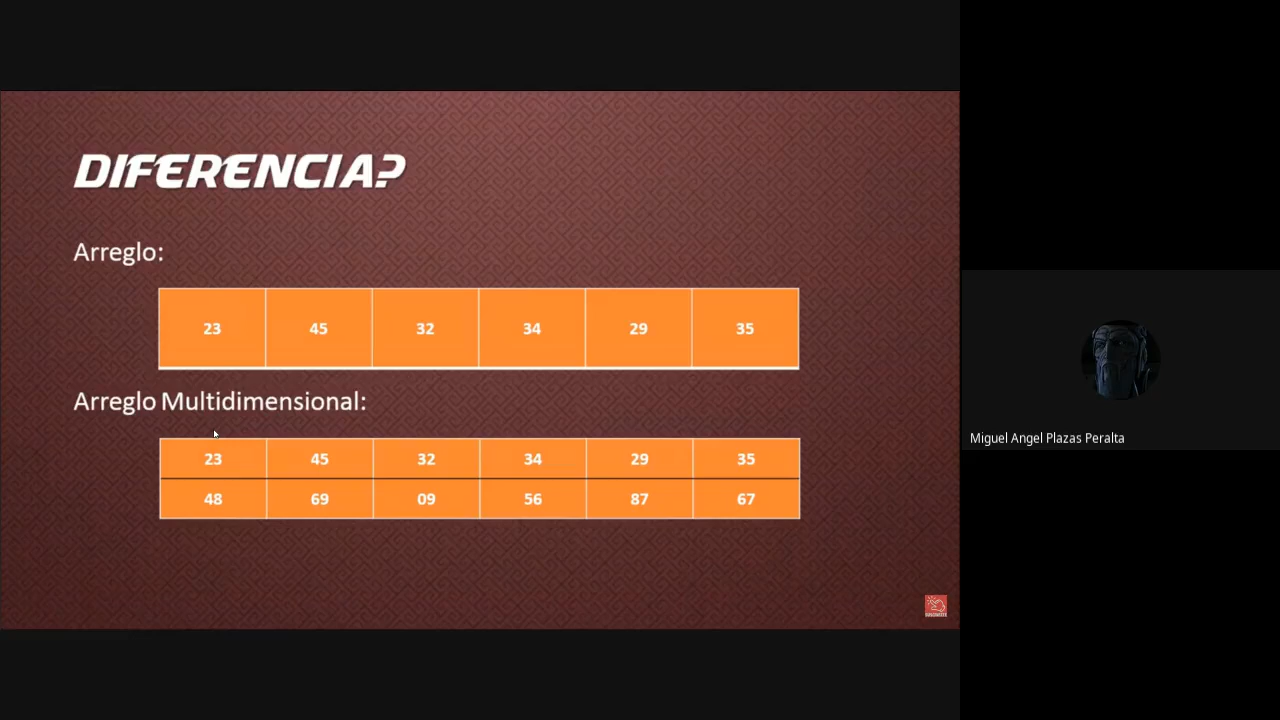 DIFERENCIA?
Arreglo:
23 45 32 34 29 35
Arreglo Multidimensional:
23 45 32 34 29 35
48 69 09 56 87 67
Miguel Angel Plazas Peralta